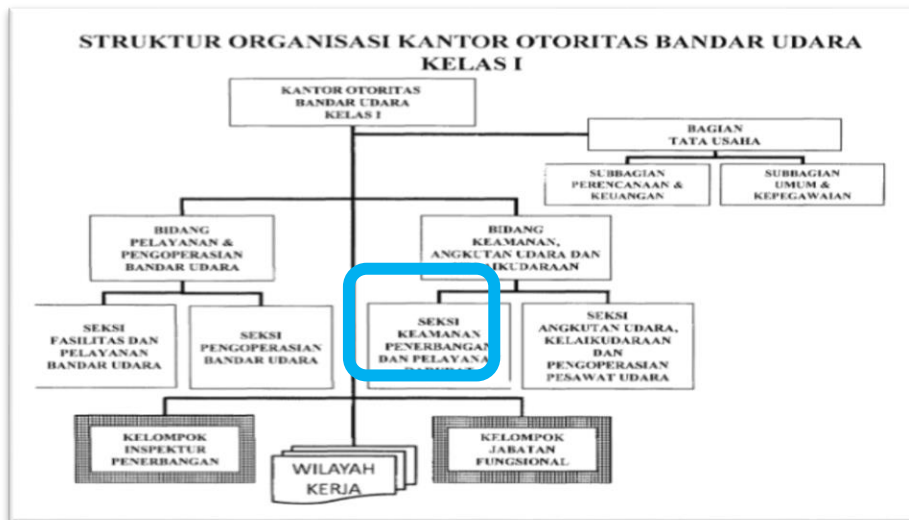 STRUKTUR ORGANISASI KANTOR OTORITAS BANDAR UDARA
KELAS I
KANTOR OTORITAS
BANDAR UDARA
KELAS I
BAGIAN
TATA USAHA
SUBBAGIAN
PERENCANAAN &
KEUANGAN
SUBBAGIAN
UMUM &
KEPEGAWAIAN
BIDANG
PELAYANAN &
PENGOPERASIAN
BANDAR UDARA
BIDANG
KEAMANAN,
ANGKUTAN UDARA DAN
SEKSI
FASILITAS DAN
PELAYANAN
BANDAR UDARA
SEKSI
PENGOPERASIAN
BANDAR UDARA
SEKSI
KEAMANAN
PENERBANGAN
DAN
SEKSI
ANGKUTAN UDARA,
KELAIKUDARAAN
DAN
PENGOPERASIAN
PESAWAT UDARA
KELOMPOK
INSPEKTUR
PENERBANGAN
WILAYAH
KERJA
KELOMPOK
JABATAN
FUNGSIONAL